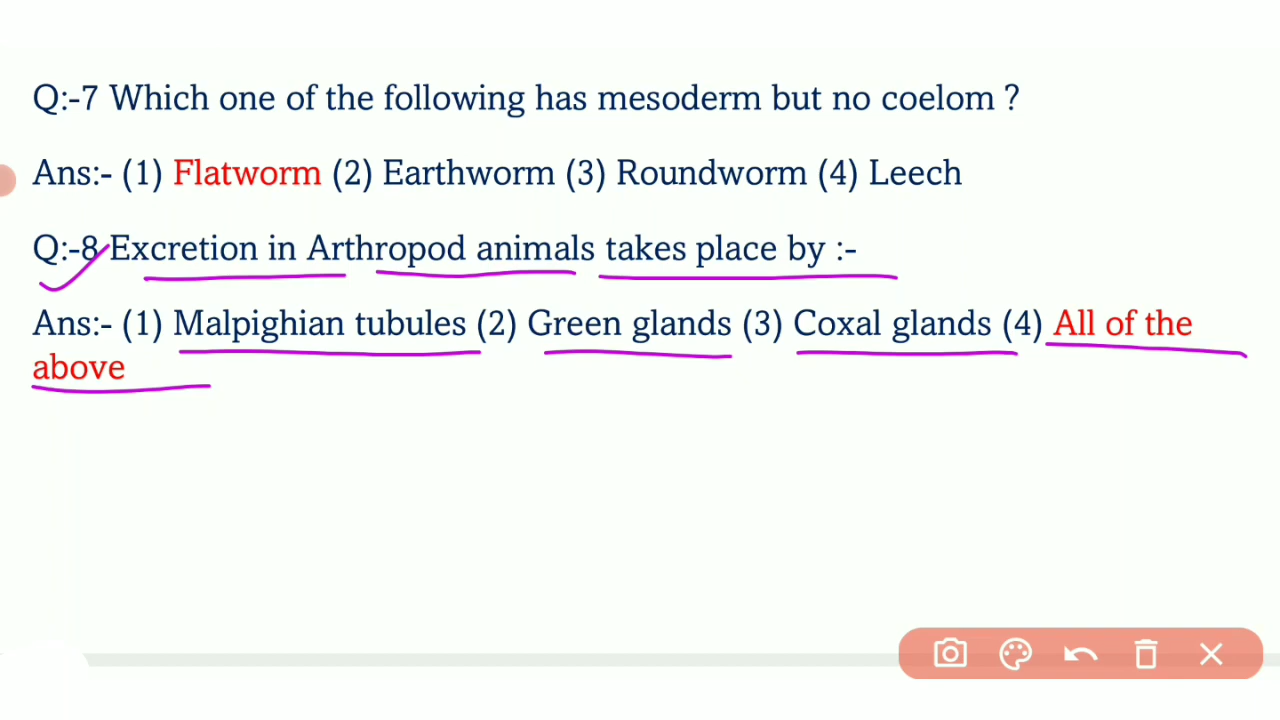 Q:-7 Which one of the following has mesoderm but no coelom ?
Ans:- (1) Flatworm (2) Earthworm (3) Roundworm (4) Leech
Q:-8 Excretion in Arthropod animals takes place by :-
Ans:- (1) Malpighian tubules (2) Green glands (3) Coxal glands (4) All of the
above